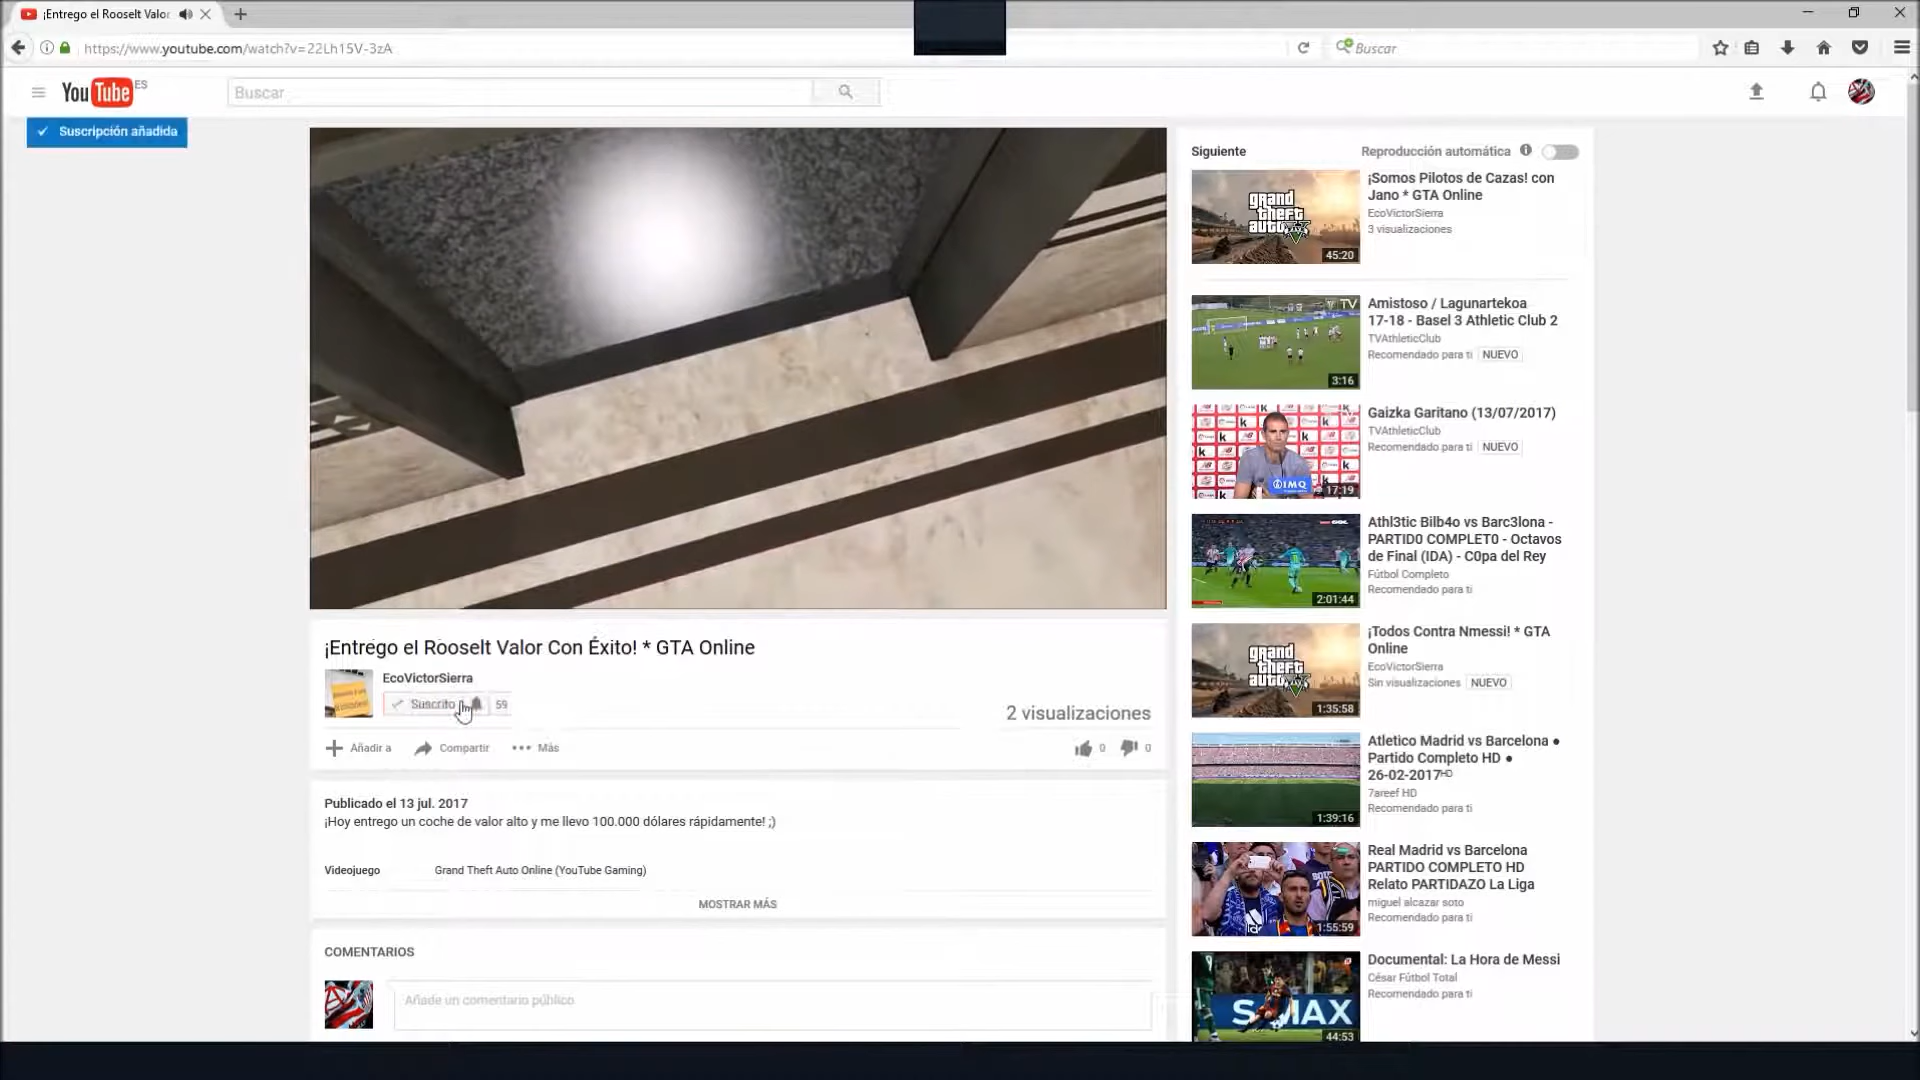 ¡Entrego el Rooselt Valor
https://www.youtube.com/watch?v=22Lh15V-3zA
Buscar
YouTube ES
Buscar
Suscripción añadida
¡Entrego el Rooselt Valor Con Éxito! * GTA Online
EcoVictorSierra
Suscrito 59
2 visualizaciones
Añadir a Compartir Más 0 0
Publicado el 13 jul. 2017
¡Hoy entrego un coche de valor alto y me llevo 100.000 dólares rápidamente! ;)
Videojuego Grand Theft Auto Online (YouTube Gaming)
MOSTRAR MÁS
COMENTARIOS
Añade un comentario público
Siguiente Reproducción automática
grand
theft
auto V
45:20
¡Somos Pilotos de Cazas! con
Jano * GTA Online
EcoVictorSierra
3 visualizaciones
TV
3:16
Amistoso / Lagunartekoa
17-18 - Basel 3 Athletic Club 2
TVAthleticClub
Recomendado para ti NUEVO
IMQ
17:19
Gaizka Garitano (13/07/2017)
TVAthleticClub
Recomendado para ti NUEVO
2:01:44
Athl3tic Bilb4o vs Barc3lona -
PARTID0 COMPLET0 - Octavos
de Final (IDA) - C0pa del Rey
Fútbol Completo
Recomendado para ti
grand
theft
auto V
1:35:58
¡Todos Contra Nmessi! * GTA
Online
EcoVictorSierra
Sin visualizaciones NUEVO
1:39:16
Atletico Madrid vs Barcelona ●
Partido Completo HD ●
26-02-2017ᴴᴰ
7areef HD
Recomendado para ti
1:55:59
Real Madrid vs Barcelona
PARTIDO COMPLETO HD
Relato PARTIDAZO La Liga
miguel alcazar soto
Recomendado para ti
44:53
Documental: La Hora de Messi
César Fútbol Total
Recomendado para ti